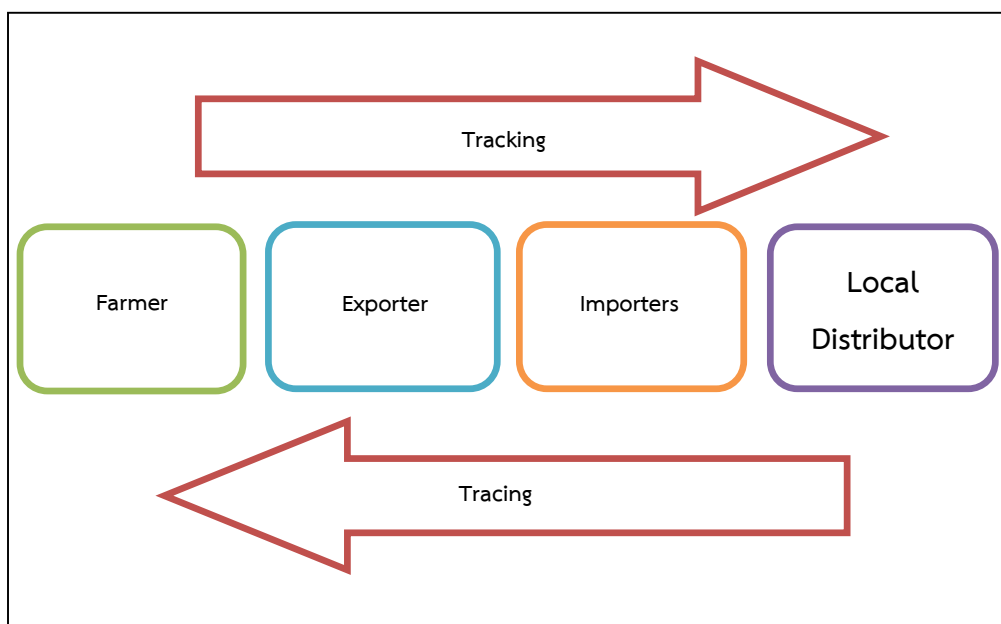 Tracking
Farmer
Exporter
Importers
Local
Distributor
Tracing